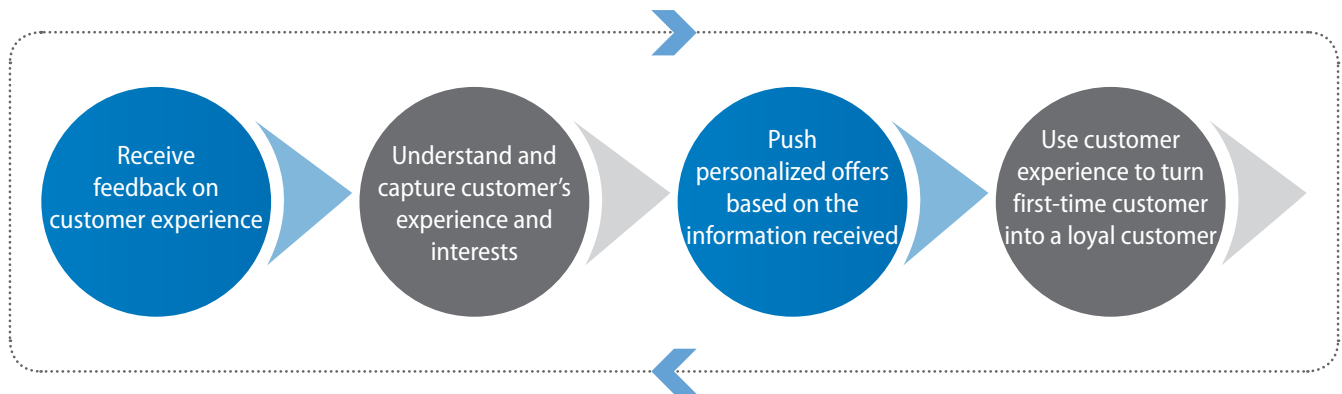 Receive
feedback on
customer experience
Understand and
capture customer’s
experience and
interests
Push
personalized offers
based on the
information received
Use customer
experience to turn
first-time customer
into a loyal customer